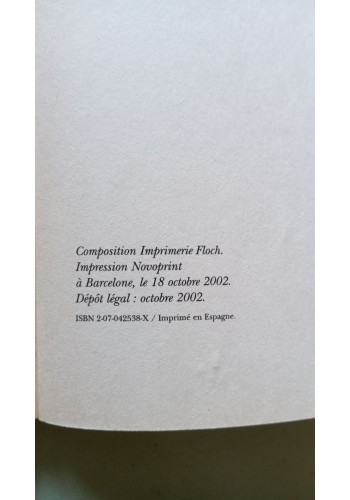 Composition Imprimerie Floch.
Impression Novoprint
à Barcelone, le 18 octobre 2002.
Dépôt légal : octobre 2002.
ISBN 2-07-042538-X / Imprimé en Espagne.